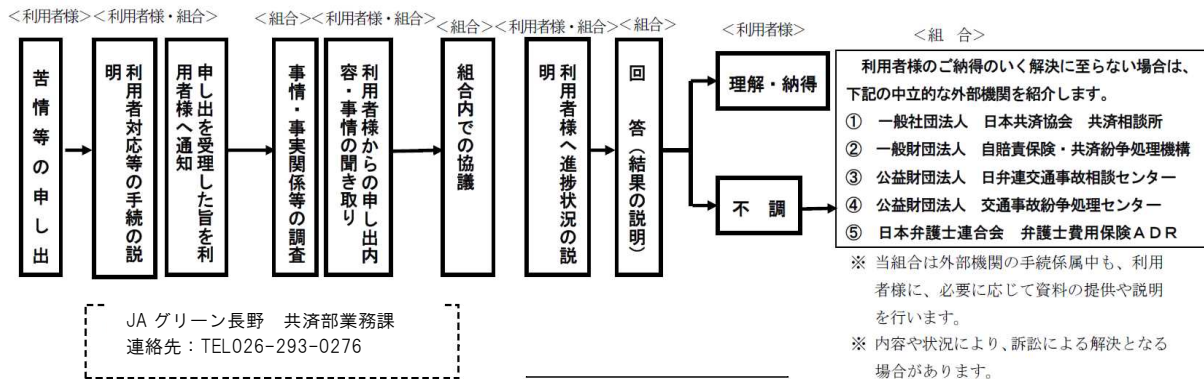 <利用者様>
<利用者様・組合>
<組合>
<利用者様・組合>
<組合>
<利用者様・組合>
<組合>
<利用者様>
<組　合>
苦情等の申し出
利用者対応等の手続の説
明
申し出を受理した旨を利
用者様へ通知
事情・事実関係等の調査
利用者様からの申し出内
容・事情の聞き取り
組合内での協議
利用者様へ進捗状況の説
明
回　答（結果の説明）
理解・納得
不　調
利用者様のご納得のいく解決に至らない場合は、
下記の中立的な外部機関を紹介します。
①　一般社団法人　日本共済協会　共済相談所
②　一般財団法人　自賠責保険・共済紛争処理機構
③　公益財団法人　日弁連交通事故相談センター
④　公益財団法人　交通事故紛争処理センター
⑤　日本弁護士連合会　弁護士費用保険ＡＤＲ
※　当組合は外部機関の手続係属中も、利用
者様に、必要に応じて資料の提供や説明
を行います。
※　内容や状況により、訴訟による解決となる
場合があります。
JA グリーン長野　共済部業務課
連絡先：TEL026-293-0276